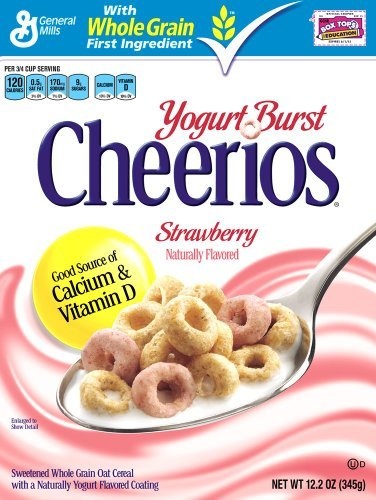 General
Mills
With
Whole Grain
First Ingredient
BOX TOPS
EDUCATION
PER 3/4 CUP SERVING
120
CALORIES
0.5g
SAT FAT
170mg
SODIUM
9g
SUGARS
CALCIUM
VITAMIN
D
Yogurt Burst
Cheerios®
Strawberry
Naturally Flavored
Good Source of
Calcium &
Vitamin D
Enlarged to
Show Detail
Sweetened Whole Grain Oat Cereal
with a Naturally Yogurt Flavored Coating
U D
NET WT 12.2 OZ (345g)